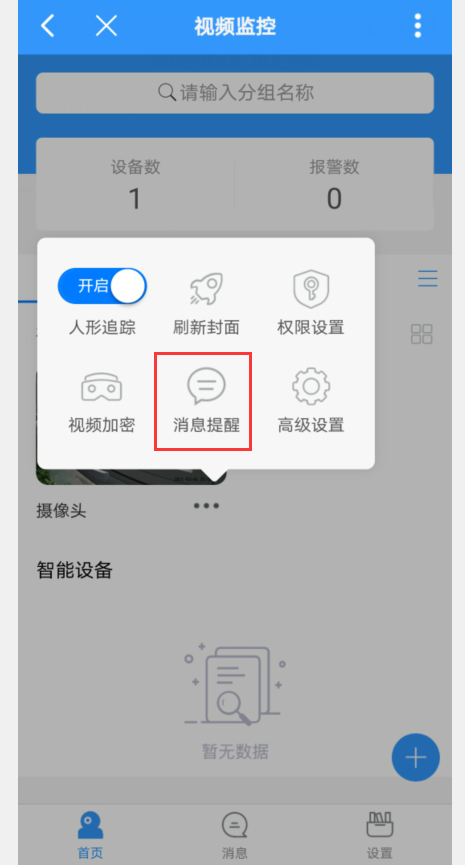 视频监控
请输入分组名称
设备数 报警数
1 0
开启
人形追踪 刷新封面 权限设置
视频加密 消息提醒 高级设置
摄像头
智能设备
暂无数据
首页 消息 设置